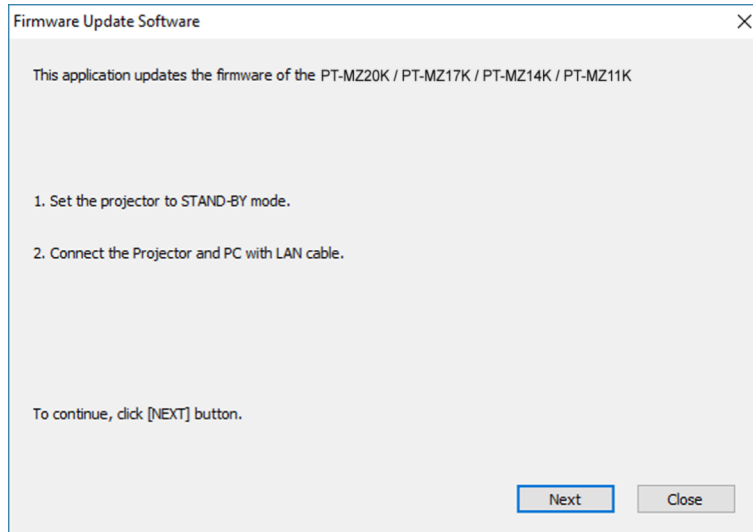 Firmware Update Software
This application updates the firmware of the PT-MZ20K / PT-MZ17K / PT-MZ14K / PT-MZ11K
1. Set the projector to STAND-BY mode.
2. Connect the Projector and PC with LAN cable.
To continue, click [NEXT] button.
Next Close